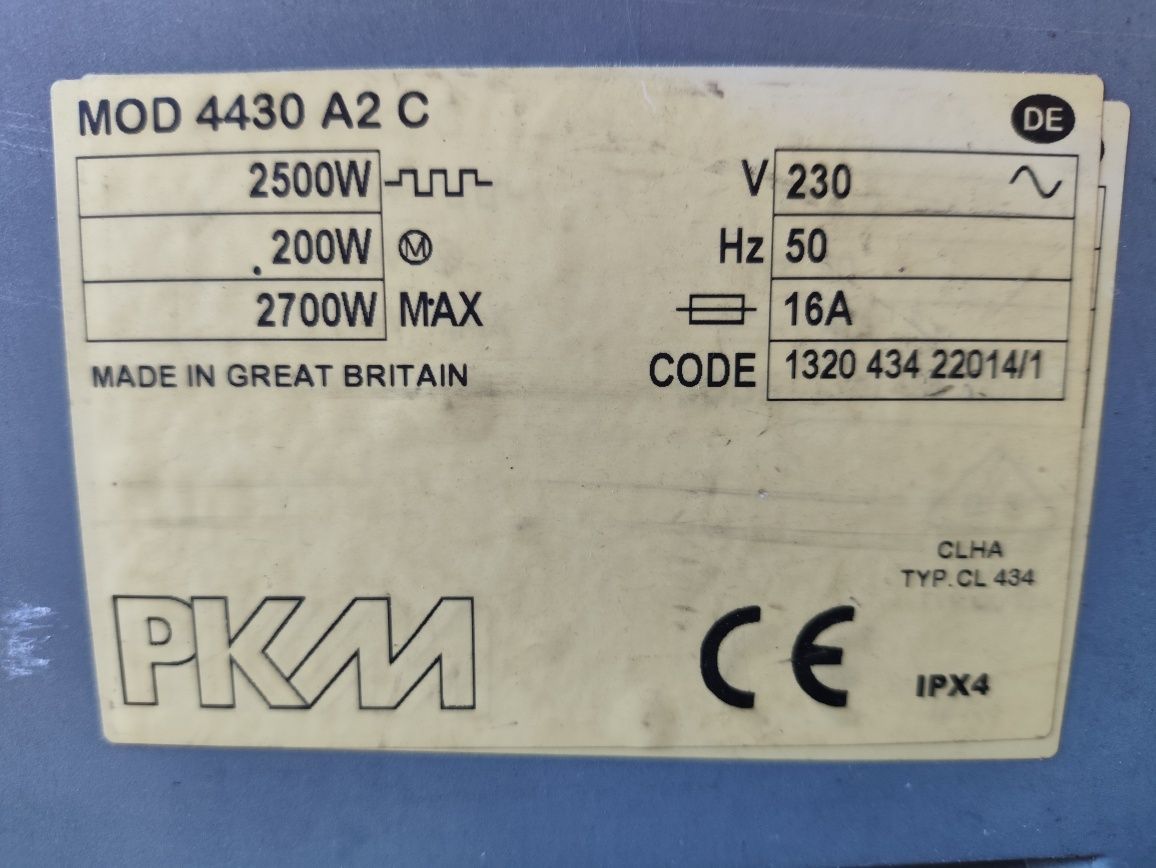 MOD 4430 A2 C
DE
2500W
V 230
200W M
Hz 50
2700W MAX
16A
MADE IN GREAT BRITAIN
CODE 1320 434 22014/1
CLHA
TYP.CL 434
PKM
CE
IPX4